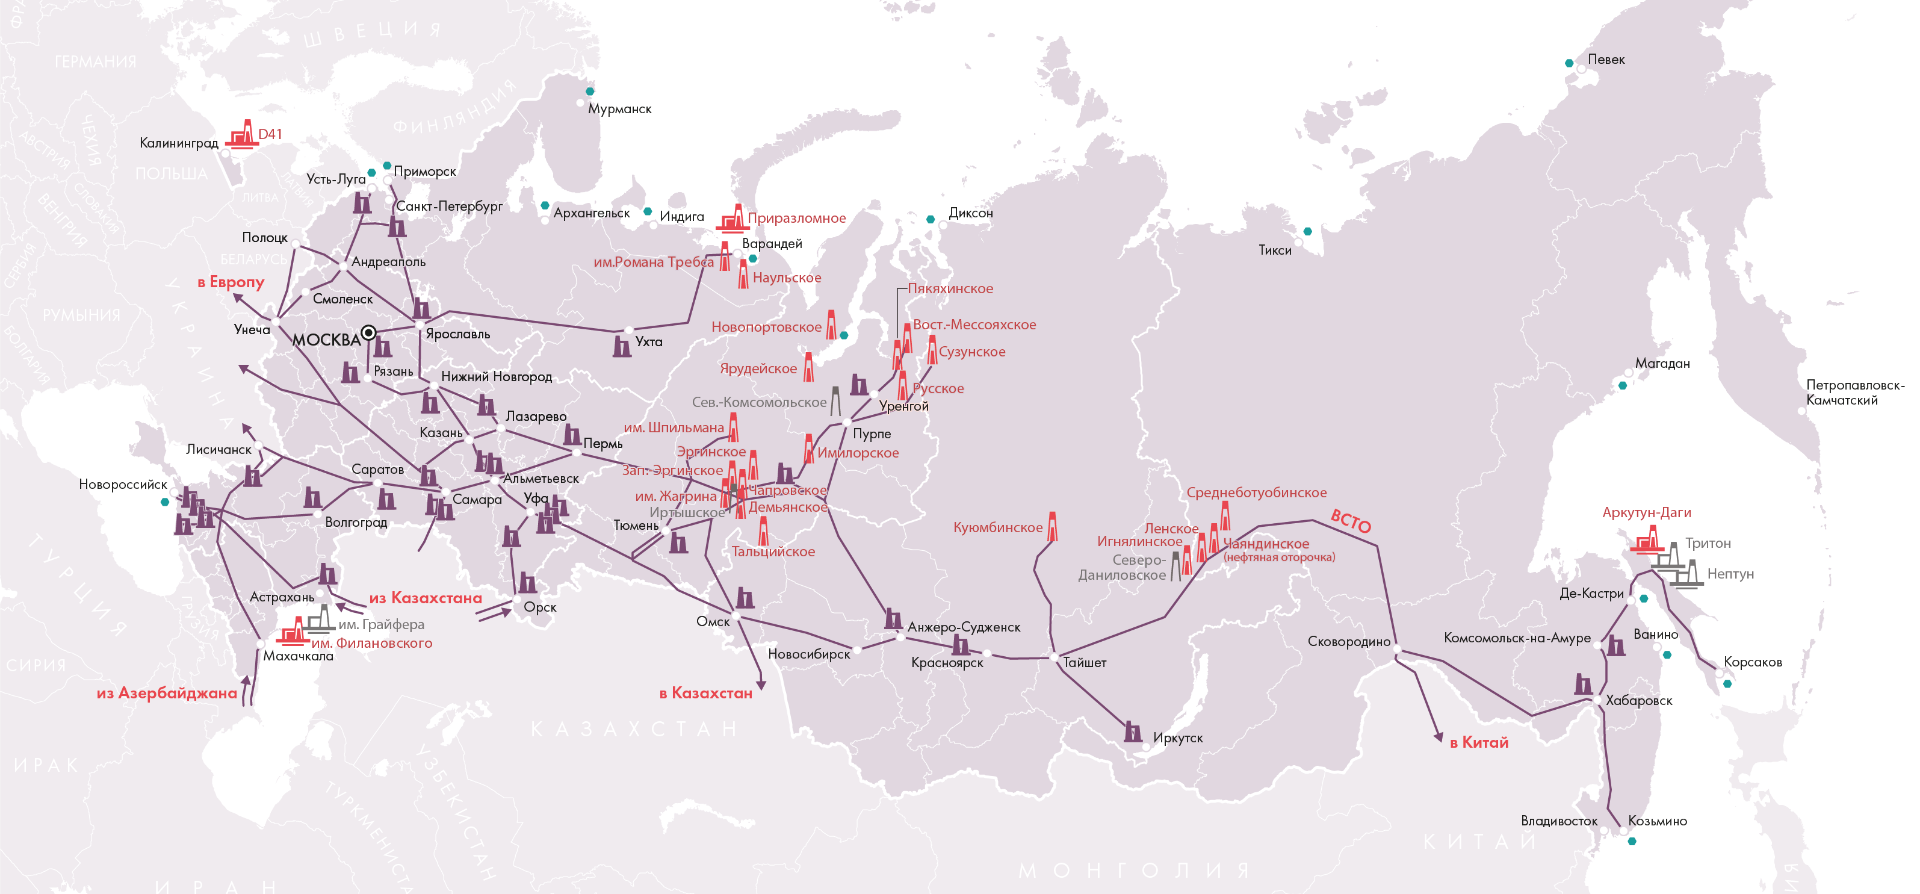 ШВЕЦИЯ
ГЕРМАНИЯ
Певек
Мурманск
ФИНЛЯНДИЯ
ЧЕХИЯ
D41
Калининград
АВСТРИЯ
ПОЛЬША
Приморск
Усть-Луга
ЛАТВИЯ
СЛОВАКИЯ
ЛИТВА
Санкт-Петербург
Архангельск
Индига
Приразломное
Диксон
ВЕНГРИЯ
Полоцк
Варандей
Тикси
БЕЛАРУСЬ
Андреаполь
им.Романа Требса
СЕРБИЯ
в Европу
Наульское
Пякяхинское
Смоленск
УКРАИНА
РУМЫНИЯ
Унеча
Ярославль
Новопортовское
Вост.-Мессояхское
МОСКВА
Ухта
Сузунское
БОЛГАРИЯ
Рязань
Нижний Новгород
Ярудейское
Магадан
Русское
Петропавловск-
Камчатский
Сев.-Комсомольское
Уренгой
Лазарево
им. Шпильмана
Казань
Пурпе
Лисичанск
Пермь
Эргинское
Имилорское
Саратов
Зап.-Эргинское
Альметьевск
Новороссийск
Чапровское
Среднеботуобинское
Самара
Уфа
им. Жагрина
Демьянское
Иртышское
Волгоград
Тюмень
Куюмбинское
Ленское
ВСТО
Аркутун-Даги
Игнялинское
Чаяндинское
(нефтяная оторочка)
Тритон
Тальцийское
Северо-
Даниловское
Нептун
ТУРЦИЯ
Астрахань
из Казахстана
Орск
Де-Кастри
ГРУЗИЯ
им. Грайфера
Омск
Анжеро-Судженск
Ванино
им. Филановского
Сковородино
Комсомольск-на-Амуре
Махачкала
Новосибирск
Красноярск
Тайшет
Корсаков
СИРИЯ
из Азербайджана
в Казахстан
Хабаровск
КАЗАХСТАН
Иркутск
в Китай
ИРАК
УЗБЕКИСТАН
ТУРКМЕНИСТАН
Владивосток
Козьмино
КИТАЙ
МОНГОЛИЯ
ИРАН